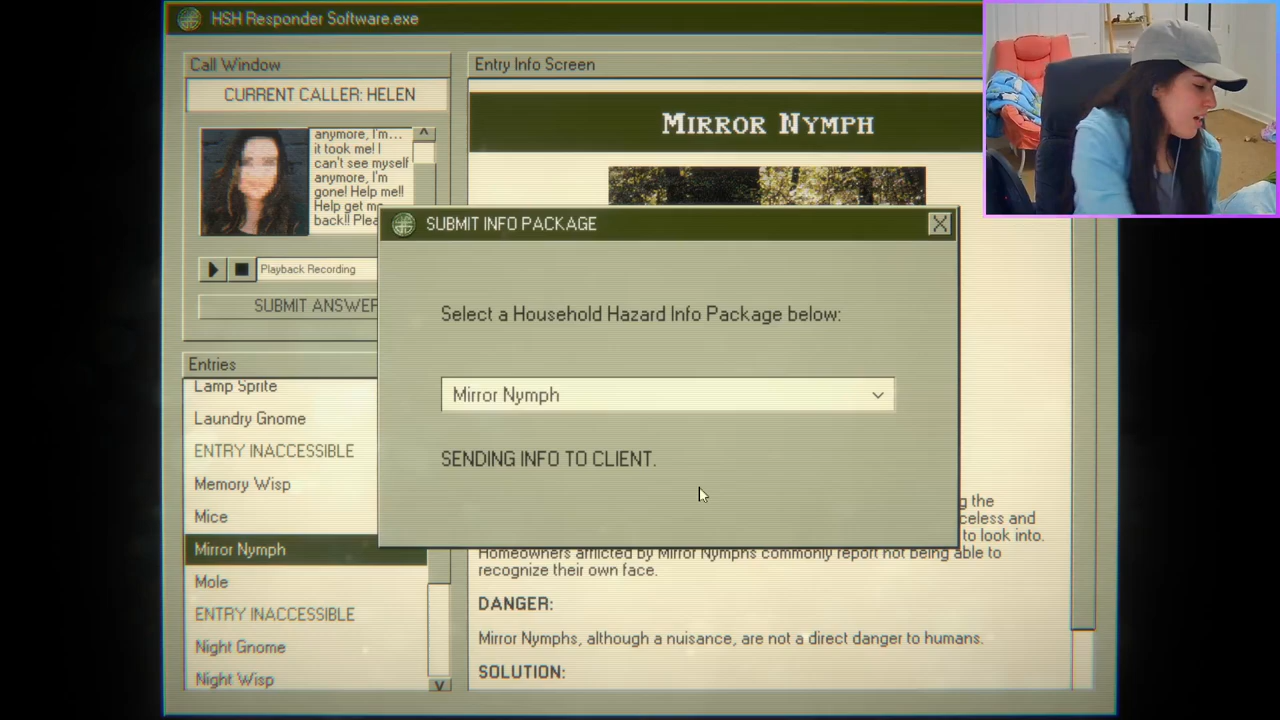 HSH Responder Software.exe
Call Window
CURRENT CALLER: HELEN
anymore, I'm...
it took me! I
can't see myself
anymore, I'm
gone! Help me!!
Help get me
back!! Plea
Playback Recording
SUBMIT ANSWER
Entries
Lamp Sprite
Laundry Gnome
ENTRY INACCESSIBLE
Memory Wisp
Mice
Mirror Nymph
Mole
ENTRY INACCESSIBLE
Night Gnome
Night Wisp
Entry Info Screen
MIRROR NYMPH
SUBMIT INFO PACKAGE
Select a Household Hazard Info Package below:
Mirror Nymph
SENDING INFO TO CLIENT.
g the
celess and
to look into.
Homeowners afflicted by Mirror Nymphs commonly report not being able to
recognize their own face.
DANGER:
Mirror Nymphs, although a nuisance, are not a direct danger to humans.
SOLUTION: